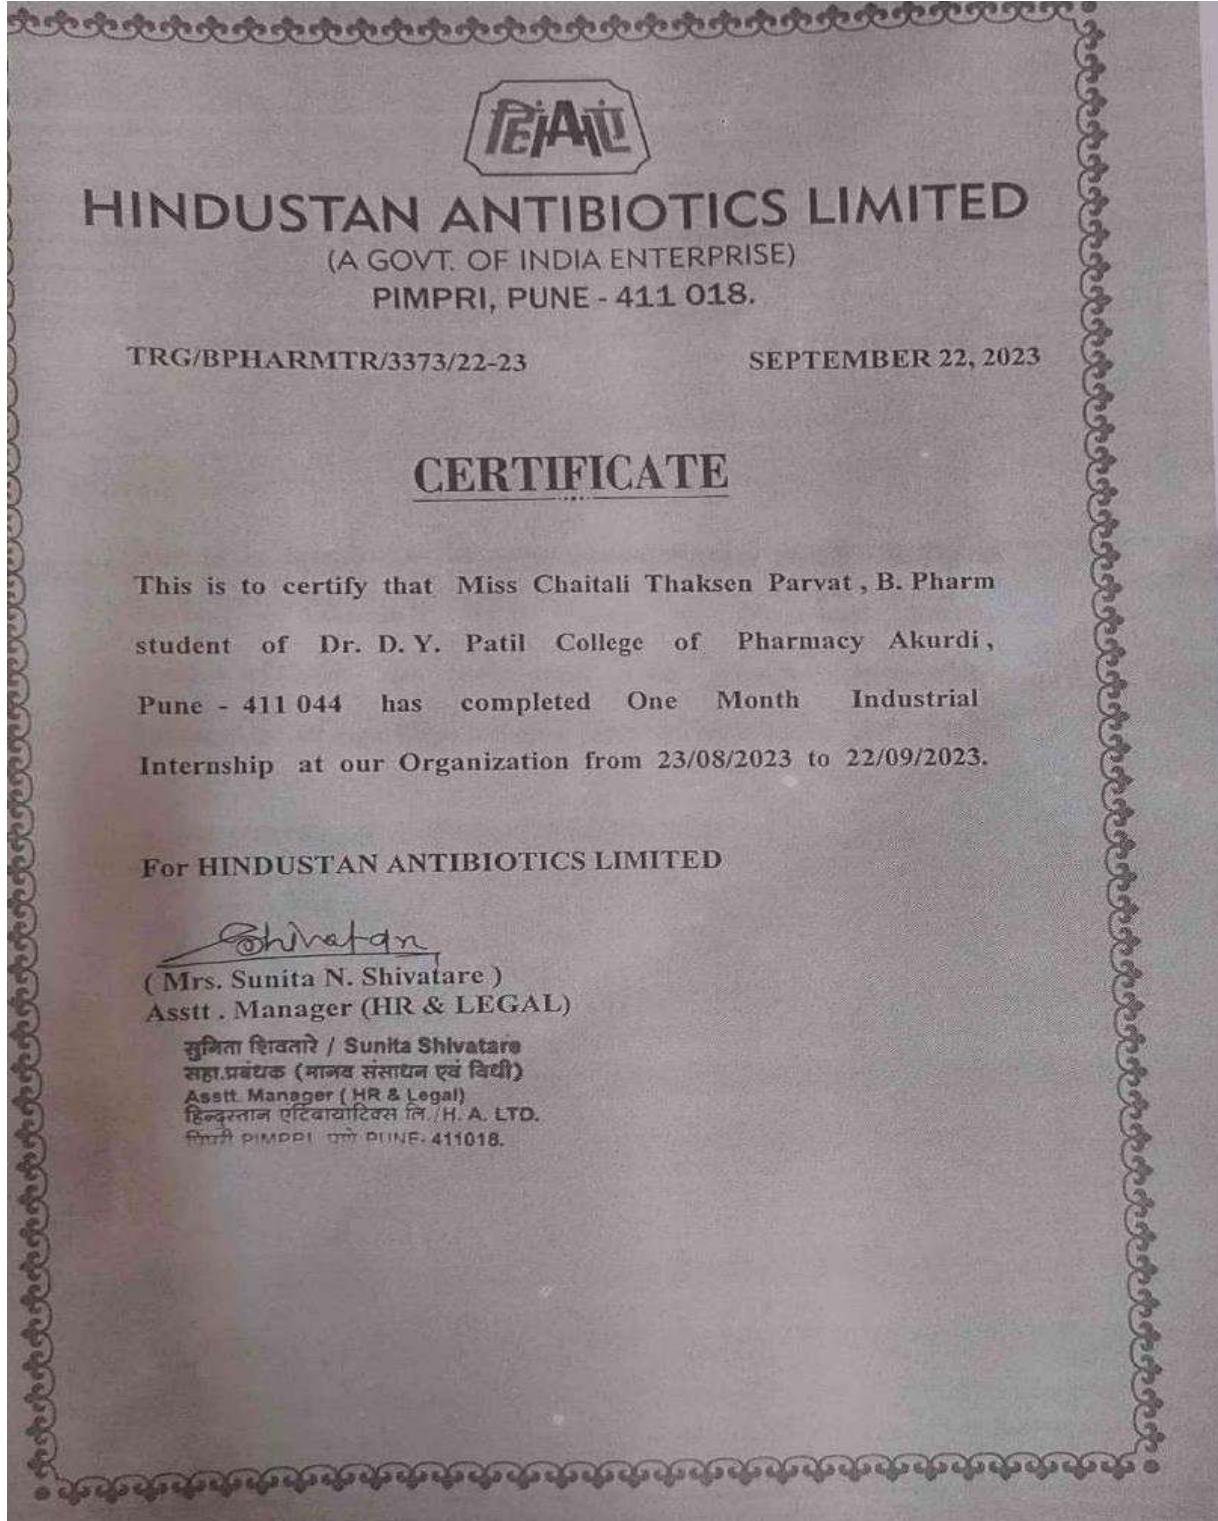 हिंAए
HINDUSTAN ANTIBIOTICS LIMITED
(A GOVT. OF INDIA ENTERPRISE)
PIMPRI, PUNE - 411 018.
TRG/BPHARMTR/3373/22-23 SEPTEMBER 22, 2023
CERTIFICATE
This is to certify that Miss Chaitali Thaksen Parvat , B. Pharm
student of Dr. D. Y. Patil College of Pharmacy Akurdi ,
Pune - 411 044 has completed One Month Industrial
Internship at our Organization from 23/08/2023 to 22/09/2023.
For HINDUSTAN ANTIBIOTICS LIMITED
( Mrs. Sunita N. Shivatare )
Asstt . Manager (HR & LEGAL)
सुनिता शिवतारे / Sunita Shivatare
सहा.प्रबंधक (मानव संसाधन एवं विधी)
Asstt. Manager ( HR & Legal)
हिन्दुस्तान एंटिबायोटिक्स लि./H. A. LTD.
पिंपरी PIMPRI, पुणे PUNE- 411018.